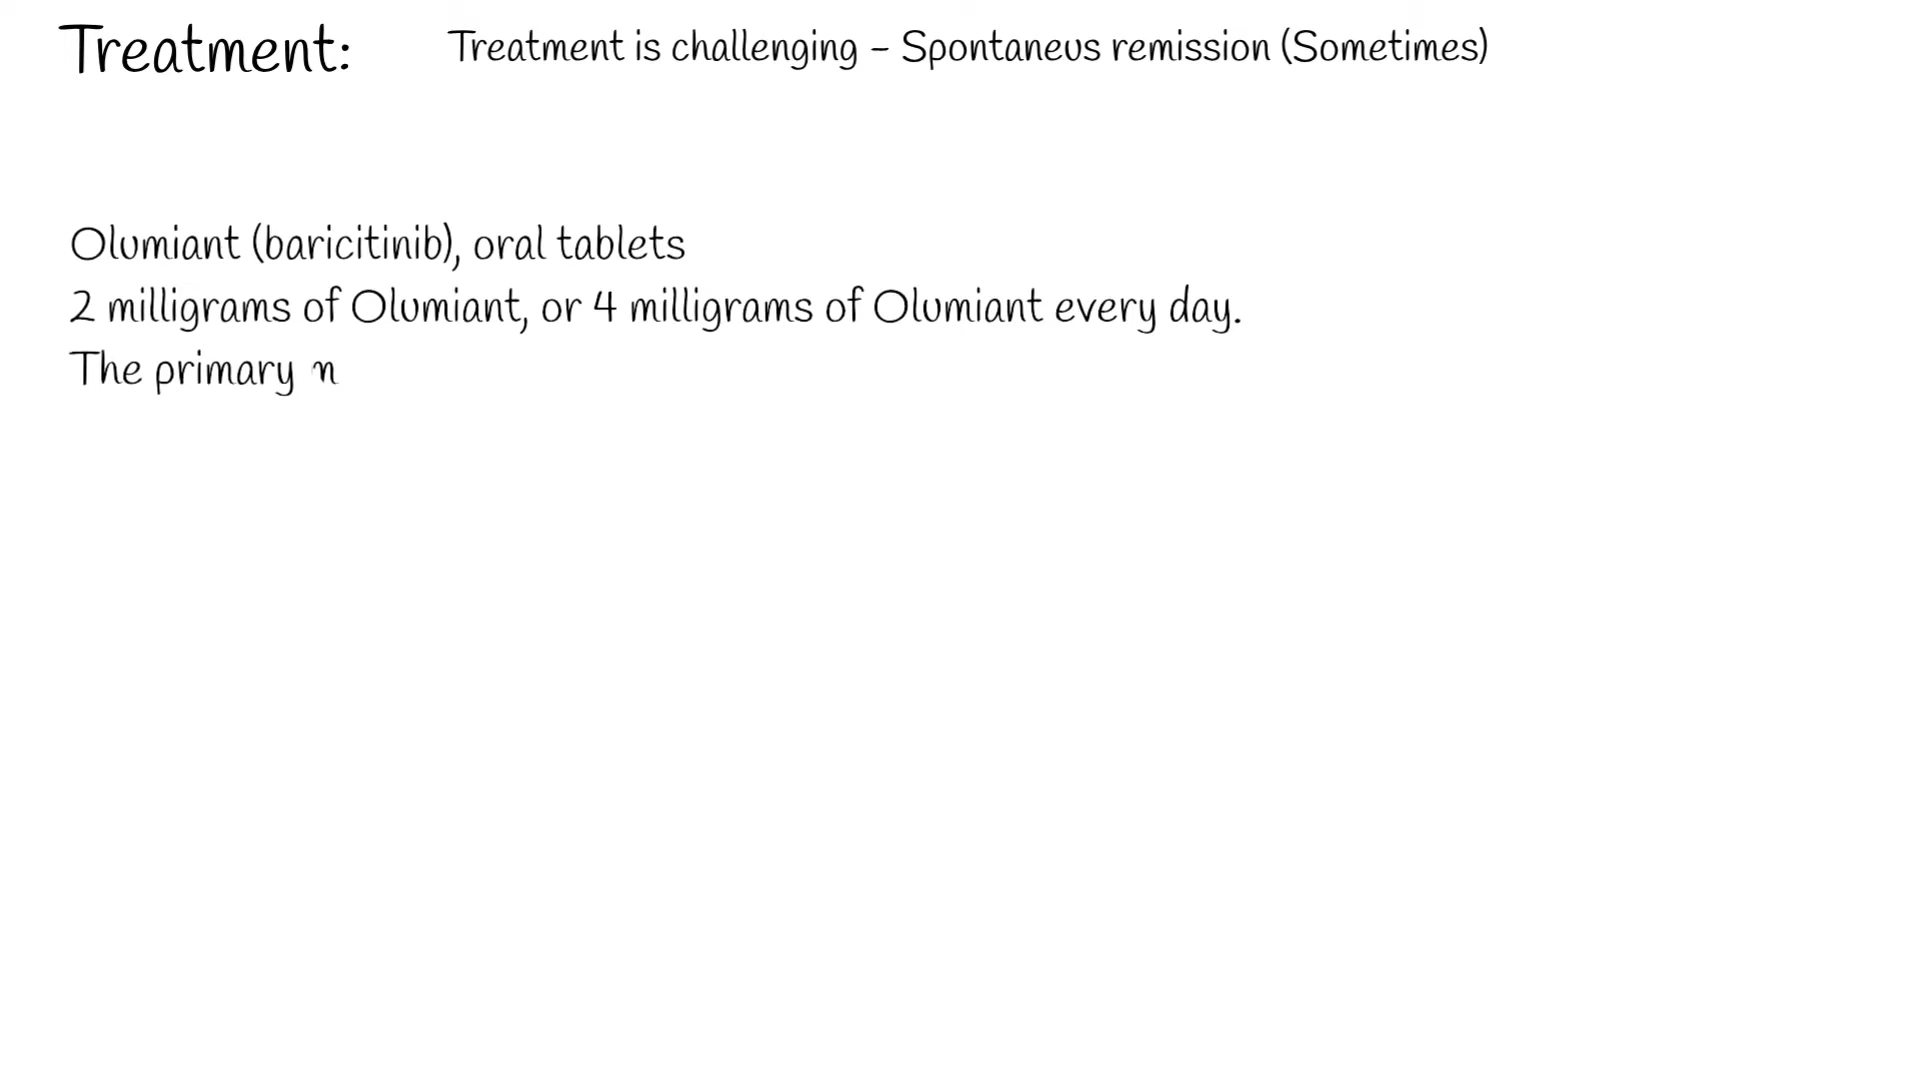 Treatment: Treatment is challenging - Spontaneus remission (Sometimes)
Olumiant (baricitinib), oral tablets
2 milligrams of Olumiant, or 4 milligrams of Olumiant every day.
The primary